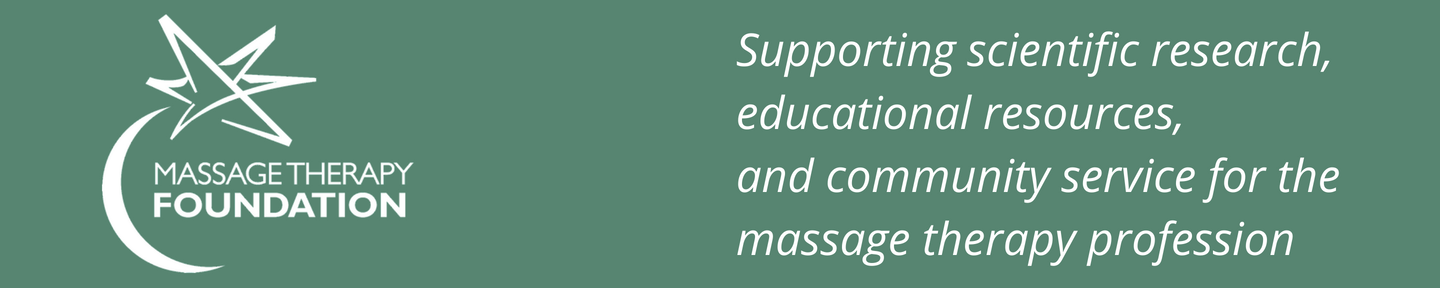 MASSAGE THERAPY
FOUNDATION
Supporting scientific research,
educational resources,
and community service for the
massage therapy profession